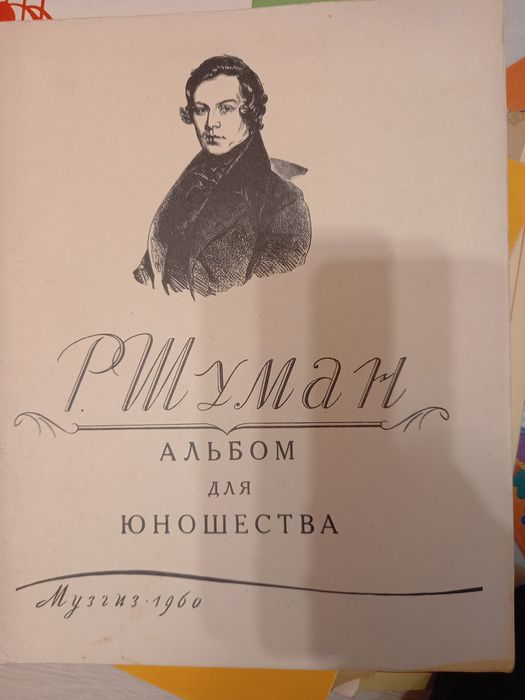 Р. Шуман
АЛЬБОМ
ДЛЯ
ЮНОШЕСТВА
Музгиз·1960